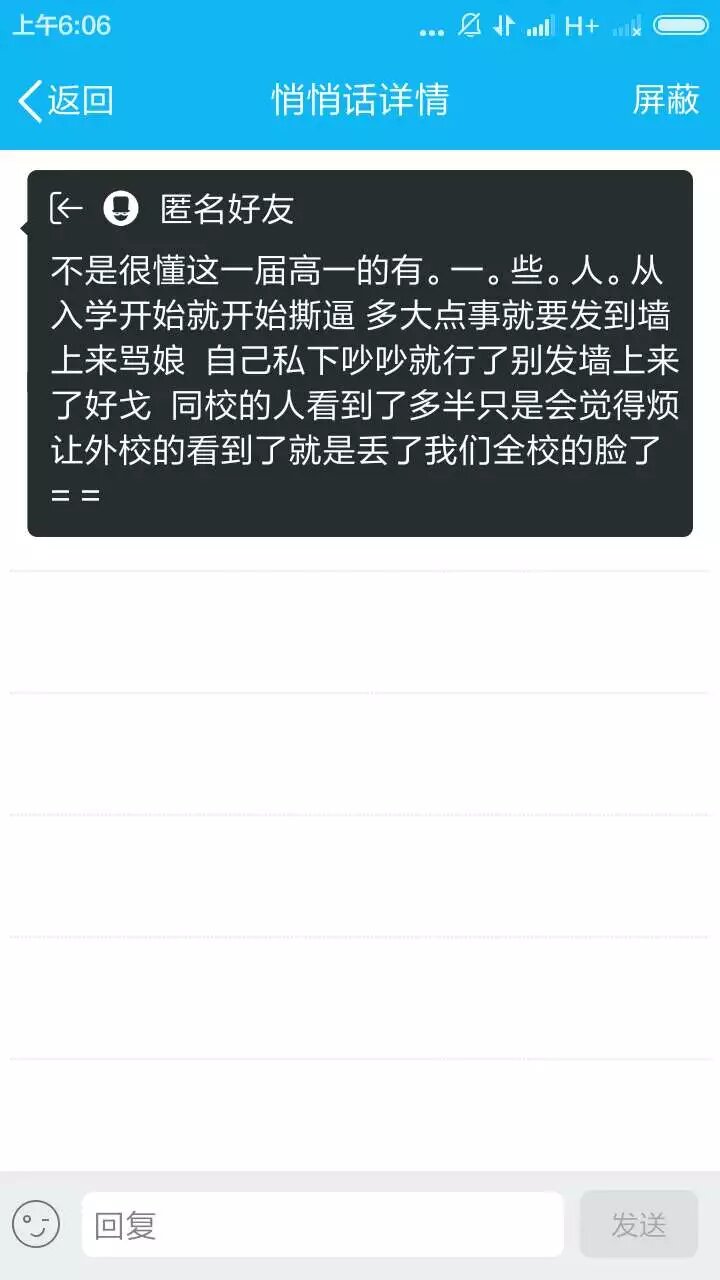 上午6:06
... H+
返回 悄悄话详情 屏蔽
匿名好友
不是很懂这一届高一的有。一。些。人。从
入学开始就开始撕逼 多大点事就要发到墙
上来骂娘 自己私下吵吵就行了别发墙上来
了好戈 同校的人看到了多半只是会觉得烦
让外校的看到了就是丢了我们全校的脸了
= =
回复 发送